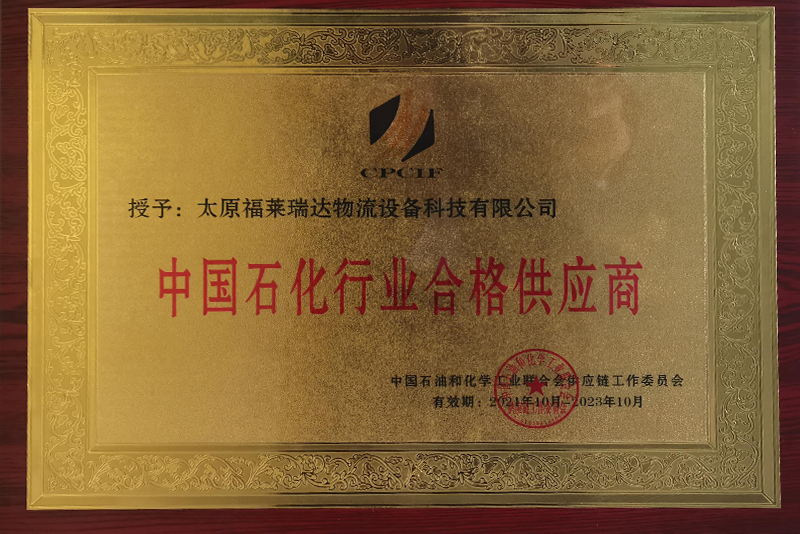 CPCIF
授予：太原福莱瑞达物流设备科技有限公司
中国石化行业合格供应商
中国石油和化学工业联合会供应链工作委员会
有效期：2021年10月-2023年10月